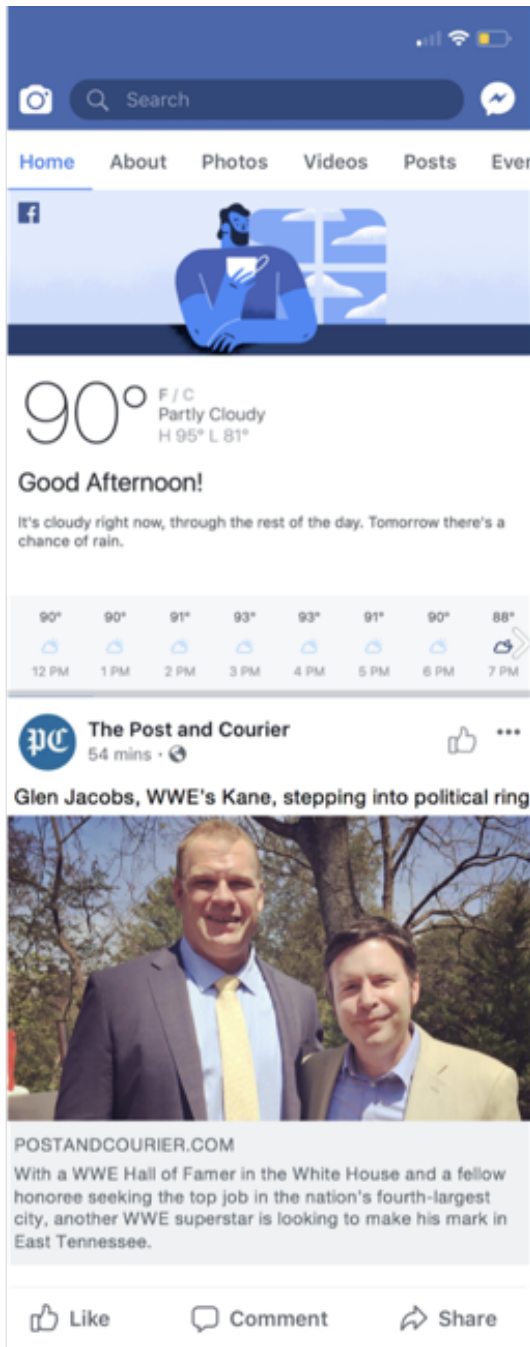 Search
Home About Photos Videos Posts Even
f
90° F / C
Partly Cloudy
H 95° L 81°
Good Afternoon!
It's cloudy right now, through the rest of the day. Tomorrow there's a
chance of rain.
90° 90° 91° 93° 93° 91° 90° 88°
12 PM 1 PM 2 PM 3 PM 4 PM 5 PM 6 PM 7 PM
PC The Post and Courier
54 mins ·
Glen Jacobs, WWE's Kane, stepping into political ring
POSTANDCOURIER.COM
With a WWE Hall of Famer in the White House and a fellow
honoree seeking the top job in the nation's fourth-largest
city, another WWE superstar is looking to make his mark in
East Tennessee.
Like Comment Share